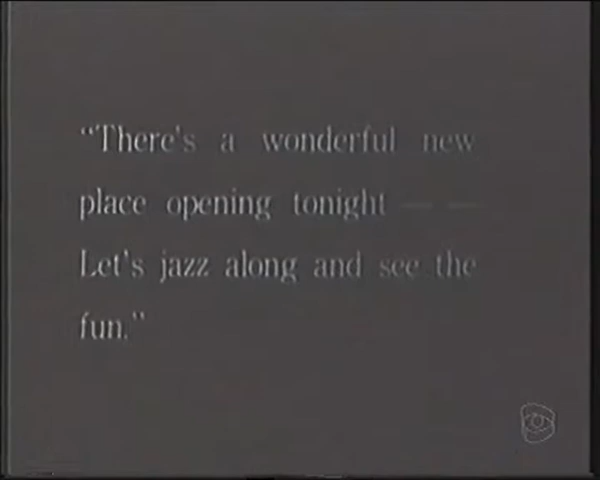 “There's a wonderful new
place opening tonight — —
Let's jazz along and see the
fun.”